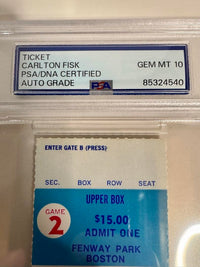 TICKET
CARLTON FISK GEM MT 10
PSA/DNA CERTIFIED
AUTO GRADE PSA 85324540
ENTER GATE B (PRESS)
SEC. BOX ROW SEAT
UPPER BOX
GAME
2
$15.00
ADMIT ONE
FENWAY PARK
BOSTON